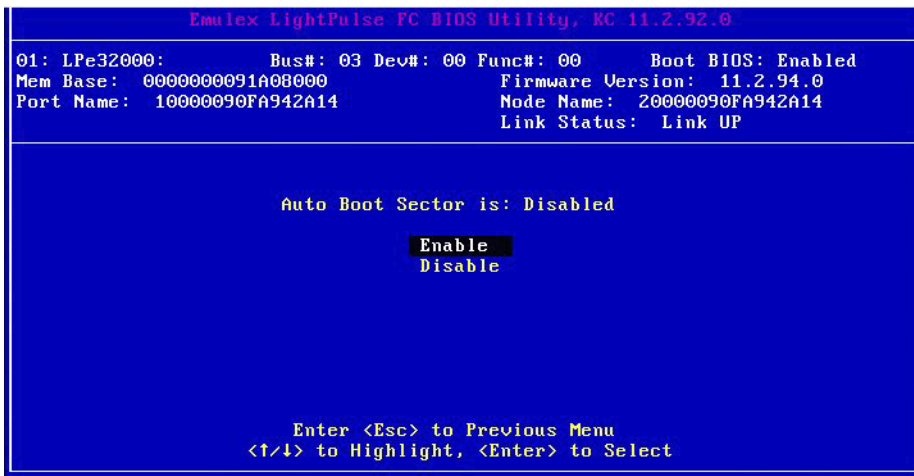 Emulex LightPulse FC BIOS Utility, KC 11.2.92.0
01: LPe32000: Bus#: 03 Dev#: 00 Func#: 00 Boot BIOS: Enabled
Mem Base: 0000000091A08000 Firmware Version: 11.2.94.0
Port Name: 10000090FA942A14 Node Name: 20000090FA942A14
Link Status: Link UP
Auto Boot Sector is: Disabled
Enable
Disable
Enter <Esc> to Previous Menu
<↑/↓> to Highlight, <Enter> to Select